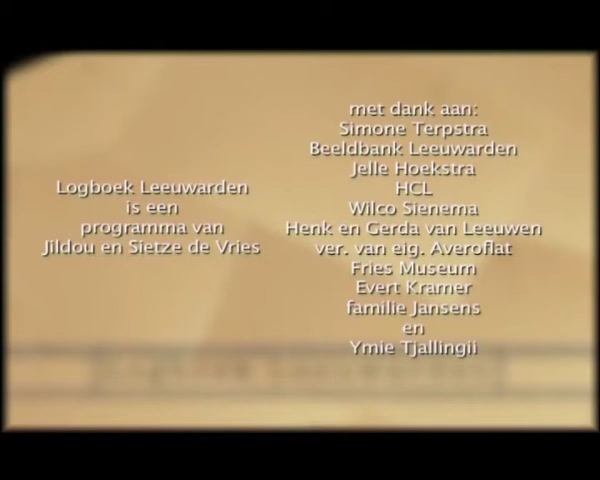 Logboek Leeuwarden
is een
programma van
Jildou en Sietze de Vries
met dank aan:
Simone Terpstra
Beeldbank Leeuwarden
Jelle Hoekstra
HCL
Wilco Sienema
Henk en Gerda van Leeuwen
ver. van eig. Averoflat
Fries Museum
Evert Kramer
familie Jansens
en
Ymie Tjallingii
Logboek Leeuwarden